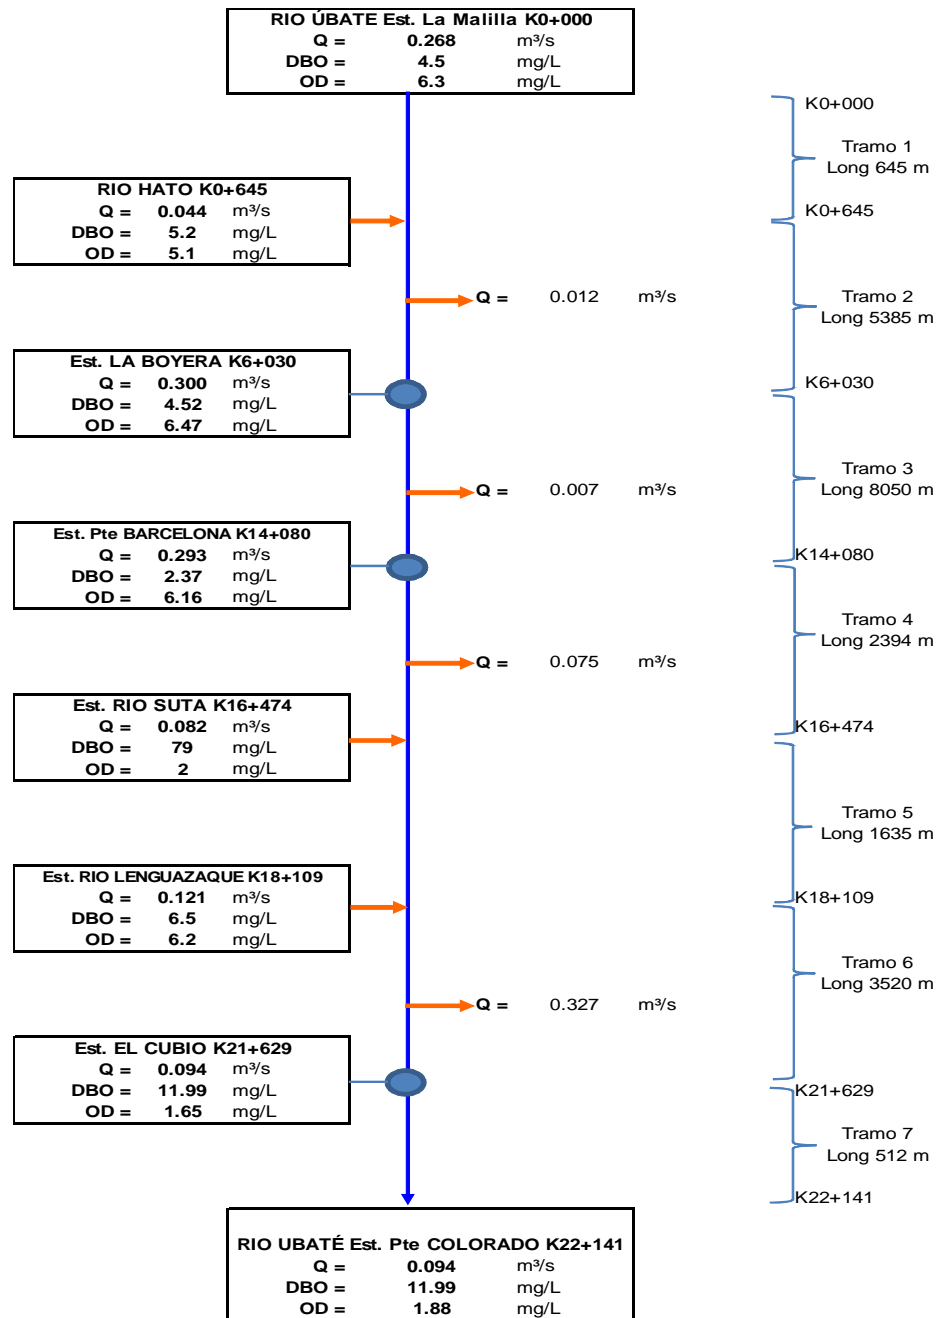 RIO ÚBATE Est. La Malilla K0+000
Q = 0.268 m³/s
DBO = 4.5 mg/L
OD = 6.3 mg/L
K0+000
Tramo 1
Long 645 m
RIO HATO K0+645
Q = 0.044 m³/s
DBO = 5.2 mg/L
OD = 5.1 mg/L
K0+645
Q = 0.012 m³/s
Tramo 2
Long 5385 m
Est. LA BOYERA K6+030
Q = 0.300 m³/s
DBO = 4.52 mg/L
OD = 6.47 mg/L
K6+030
Q = 0.007 m³/s
Tramo 3
Long 8050 m
Est. Pte BARCELONA K14+080
Q = 0.293 m³/s
DBO = 2.37 mg/L
OD = 6.16 mg/L
K14+080
Tramo 4
Long 2394 m
Q = 0.075 m³/s
Est. RIO SUTA K16+474
Q = 0.082 m³/s
DBO = 79 mg/L
OD = 2 mg/L
K16+474
Tramo 5
Long 1635 m
Est. RIO LENGUAZAQUE K18+109
Q = 0.121 m³/s
DBO = 6.5 mg/L
OD = 6.2 mg/L
K18+109
Tramo 6
Long 3520 m
Q = 0.327 m³/s
Est. EL CUBIO K21+629
Q = 0.094 m³/s
DBO = 11.99 mg/L
OD = 1.65 mg/L
K21+629
Tramo 7
Long 512 m
K22+141
RIO UBATÉ Est. Pte COLORADO K22+141
Q = 0.094 m³/s
DBO = 11.99 mg/L
OD = 1.88 mg/L